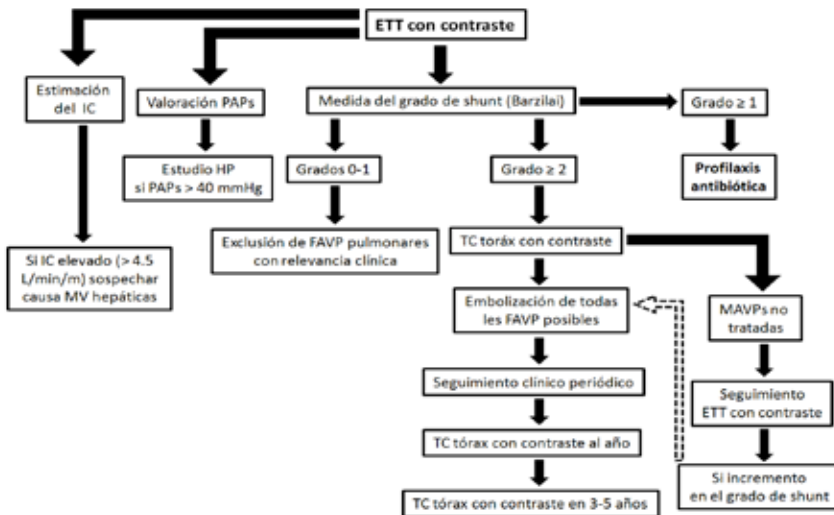 ETT con contraste
Estimación
del IC
Valoración PAPs
Medida del grado de shunt (Barzilai)
Grado ≥ 1
Estudio HP
si PAPs > 40 mmHg
Grados 0-1
Grado ≥ 2
Profilaxis
antibiótica
Si IC elevado (> 4.5
L/min/m) sospechar
causa MV hepáticas
Exclusión de FAVP pulmonares
con relevancia clínica
TC toráx con contraste
Embolización de todas
les FAVP posibles
MAVPs no
tratadas
Seguimiento clínico periódico
Seguimiento
ETT con contraste
TC tórax con contraste al año
TC tórax con contraste en 3-5 años
Si incremento
en el grado de shunt